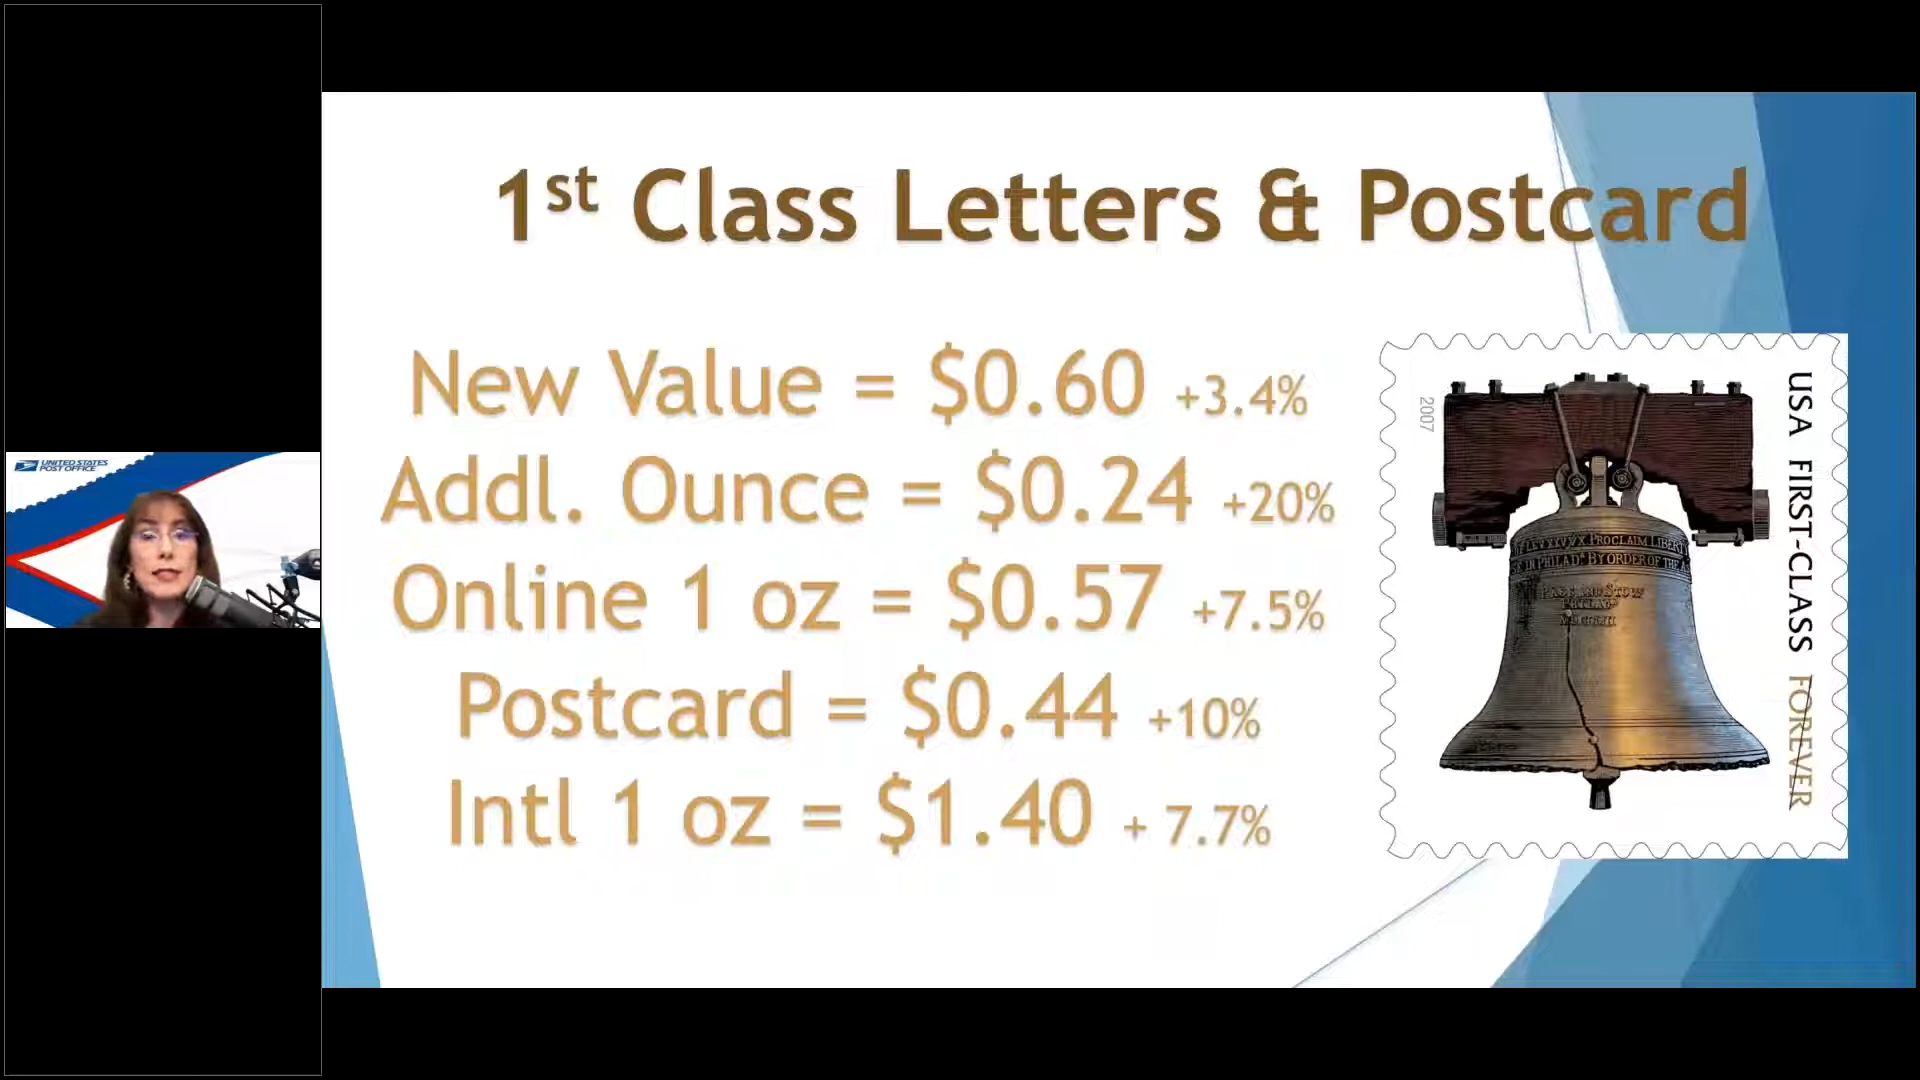 1st Class Letters & Postcard
New Value = $0.60 +3.4%
Addl. Ounce = $0.24 +20%
Online 1 oz = $0.57 +7.5%
Postcard = $0.44 +10%
Intl 1 oz = $1.40 + 7.7%
2007
USA FIRST-CLASS FOREVER
PROCLAIM LIBERTY
IN PHILADA BY ORDER OF THE
PASS AND STOW
PHILADA
UNITED STATES
POST OFFICE